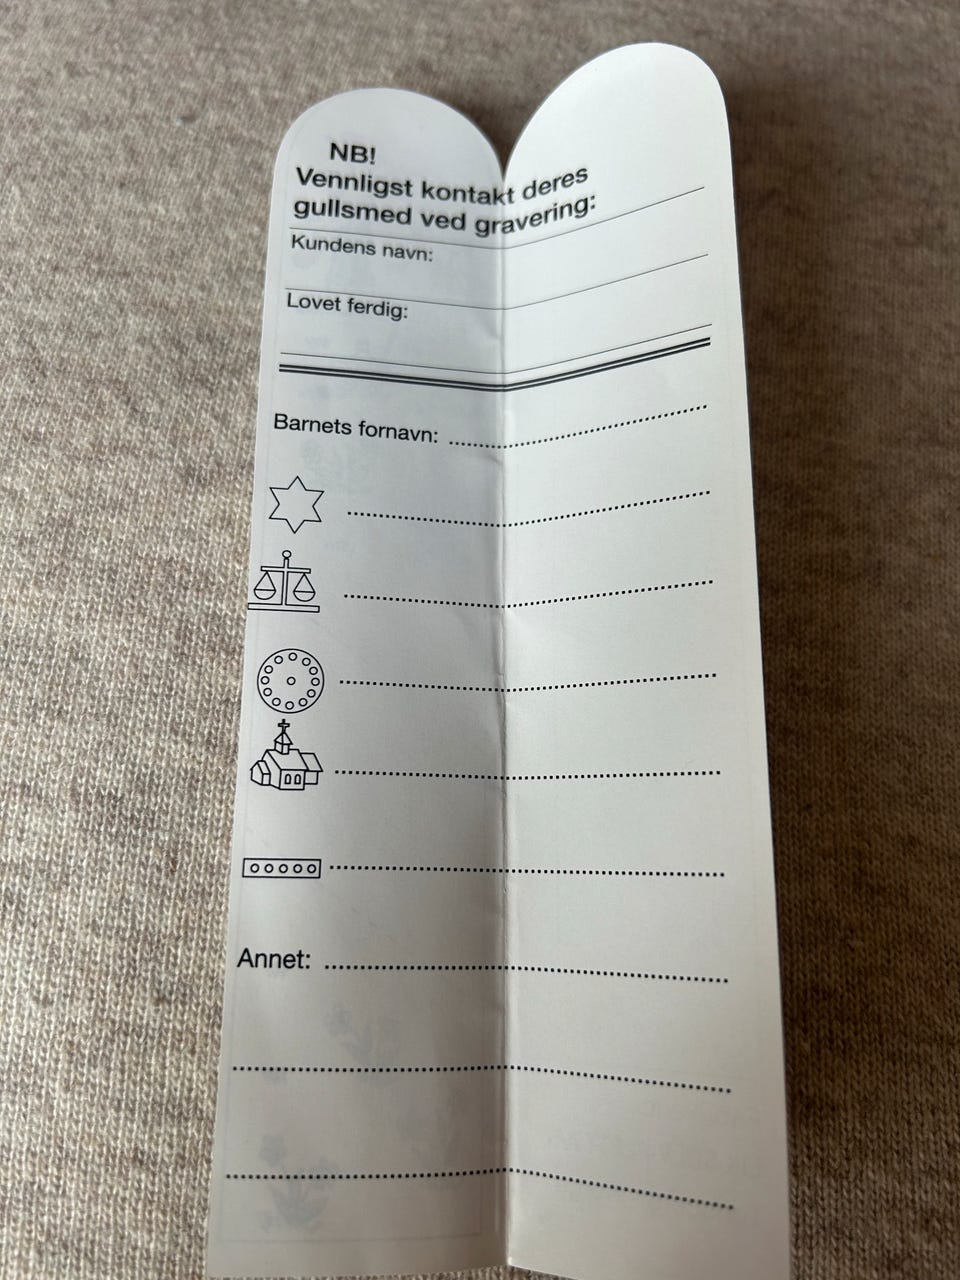 NB!
Vennligst kontakt deres
gullsmed ved gravering:
Kundens navn:
Lovet ferdig:
Barnets fornavn:
Annet: